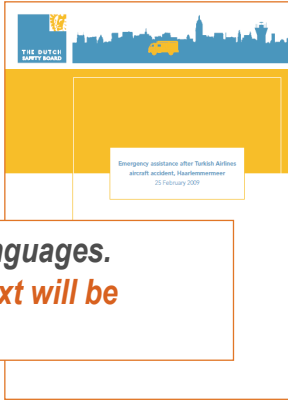 THE DUTCH
SAFETY BOARD
Emergency assistance after Turkish Airlines
aircraft accident, Haarlemmermeer
25 February 2009
nguages.
xt will be